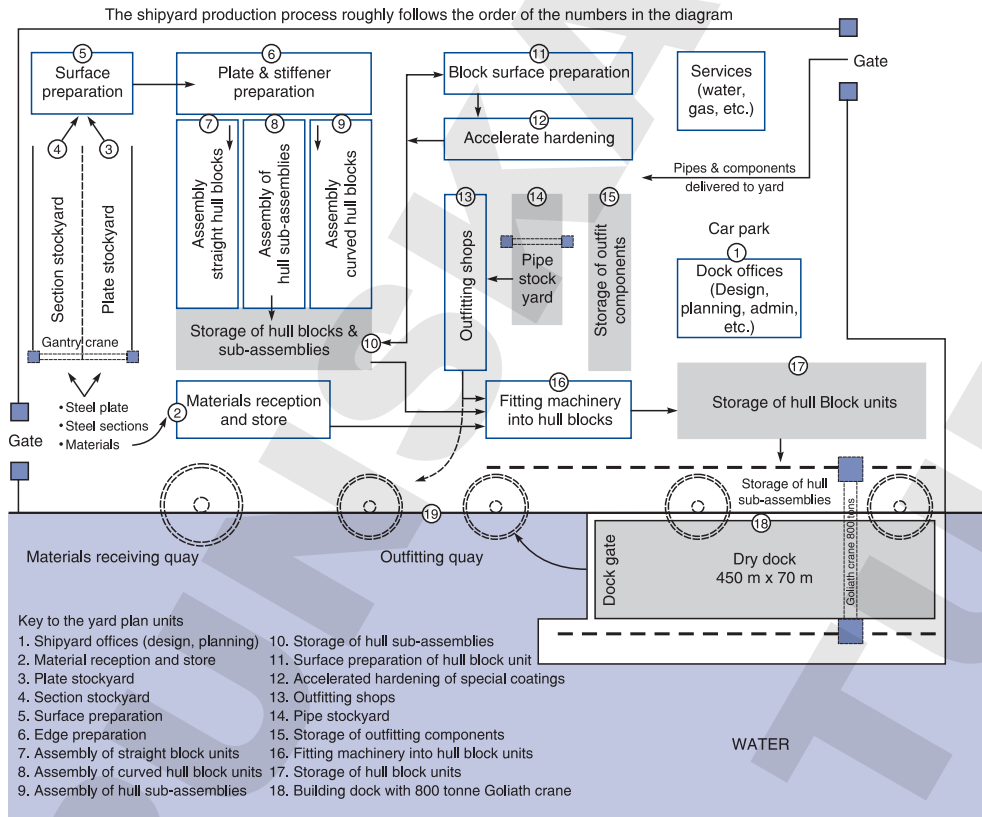 The shipyard production process roughly follows the order of the numbers in the diagram
5
Surface
preparation
6
Plate & stiffener
preparation
11
Block surface preparation
12
Accelerate hardening
Services
(water,
gas, etc.)
Gate
Pipes & components
delivered to yard
4
3
Section stockyard
Plate stockyard
Gantry crane
7
8
9
Assembly
straight hull blocks
Assembly of
hull sub-assemblies
Assembly
curved hull blocks
Storage of hull blocks &
sub-assemblies
10
13
Outfitting shops
14
Pipe
stock
yard
15
Storage of outfit
components
Car park
1
Dock offices
(Design,
planning, admin,
etc.)
• Steel plate
• Steel sections
• Materials
Gate
2
Materials reception
and store
16
Fitting machinery
into hull blocks
17
Storage of hull Block units
Storage of hull
sub-assemblies
Goliath crane 800 tons
19
18
Materials receiving quay
Outfitting quay
Dock gate
Dry dock
450 m x 70 m
Key to the yard plan units
1. Shipyard offices (design, planning)
2. Material reception and store
3. Plate stockyard
4. Section stockyard
5. Surface preparation
6. Edge preparation
7. Assembly of straight block units
8. Assembly of curved hull block units
9. Assembly of hull sub-assemblies
10. Storage of hull sub-assemblies
11. Surface preparation of hull block unit
12. Accelerated hardening of special coatings
13. Outfitting shops
14. Pipe stockyard
15. Storage of outfitting components
16. Fitting machinery into hull block units
17. Storage of hull block units
18. Building dock with 800 tonne Goliath crane
WATER